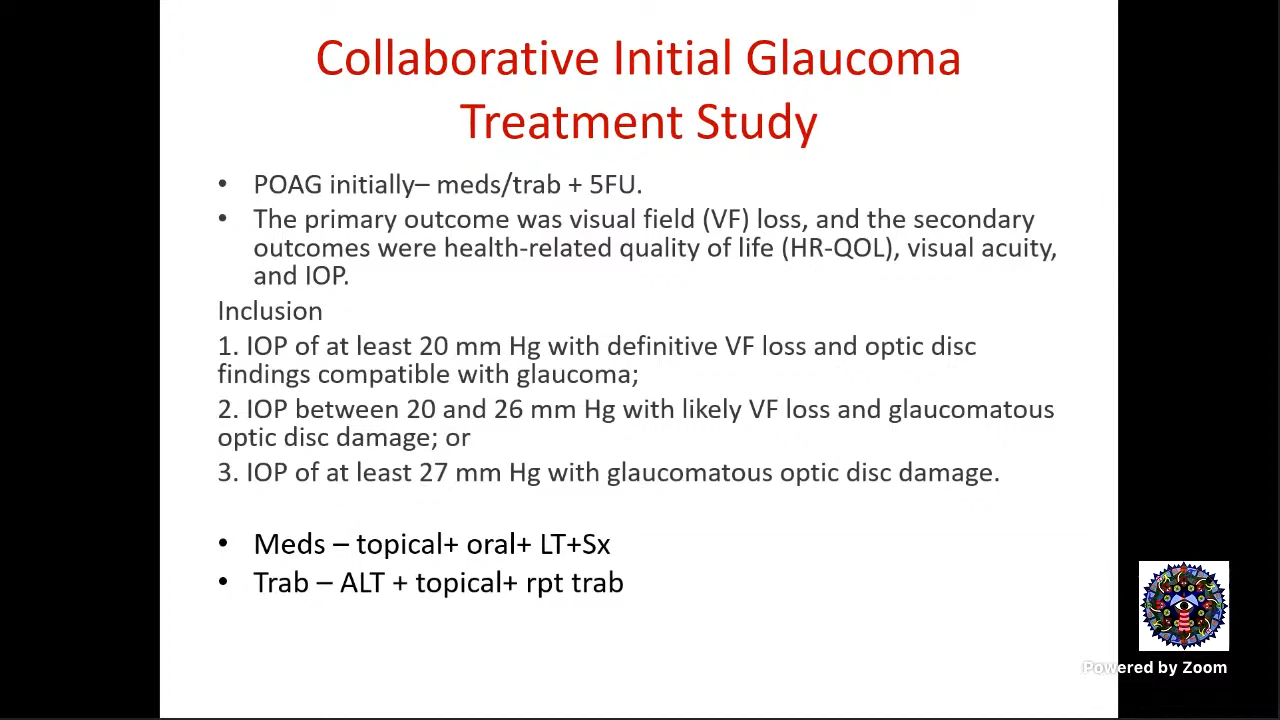 Collaborative Initial Glaucoma
Treatment Study
• POAG initially– meds/trab + 5FU.
• The primary outcome was visual field (VF) loss, and the secondary
outcomes were health-related quality of life (HR-QOL), visual acuity,
and IOP.
Inclusion
1. IOP of at least 20 mm Hg with definitive VF loss and optic disc
findings compatible with glaucoma;
2. IOP between 20 and 26 mm Hg with likely VF loss and glaucomatous
optic disc damage; or
3. IOP of at least 27 mm Hg with glaucomatous optic disc damage.
• Meds – topical+ oral+ LT+Sx
• Trab – ALT + topical+ rpt trab
Powered by Zoom